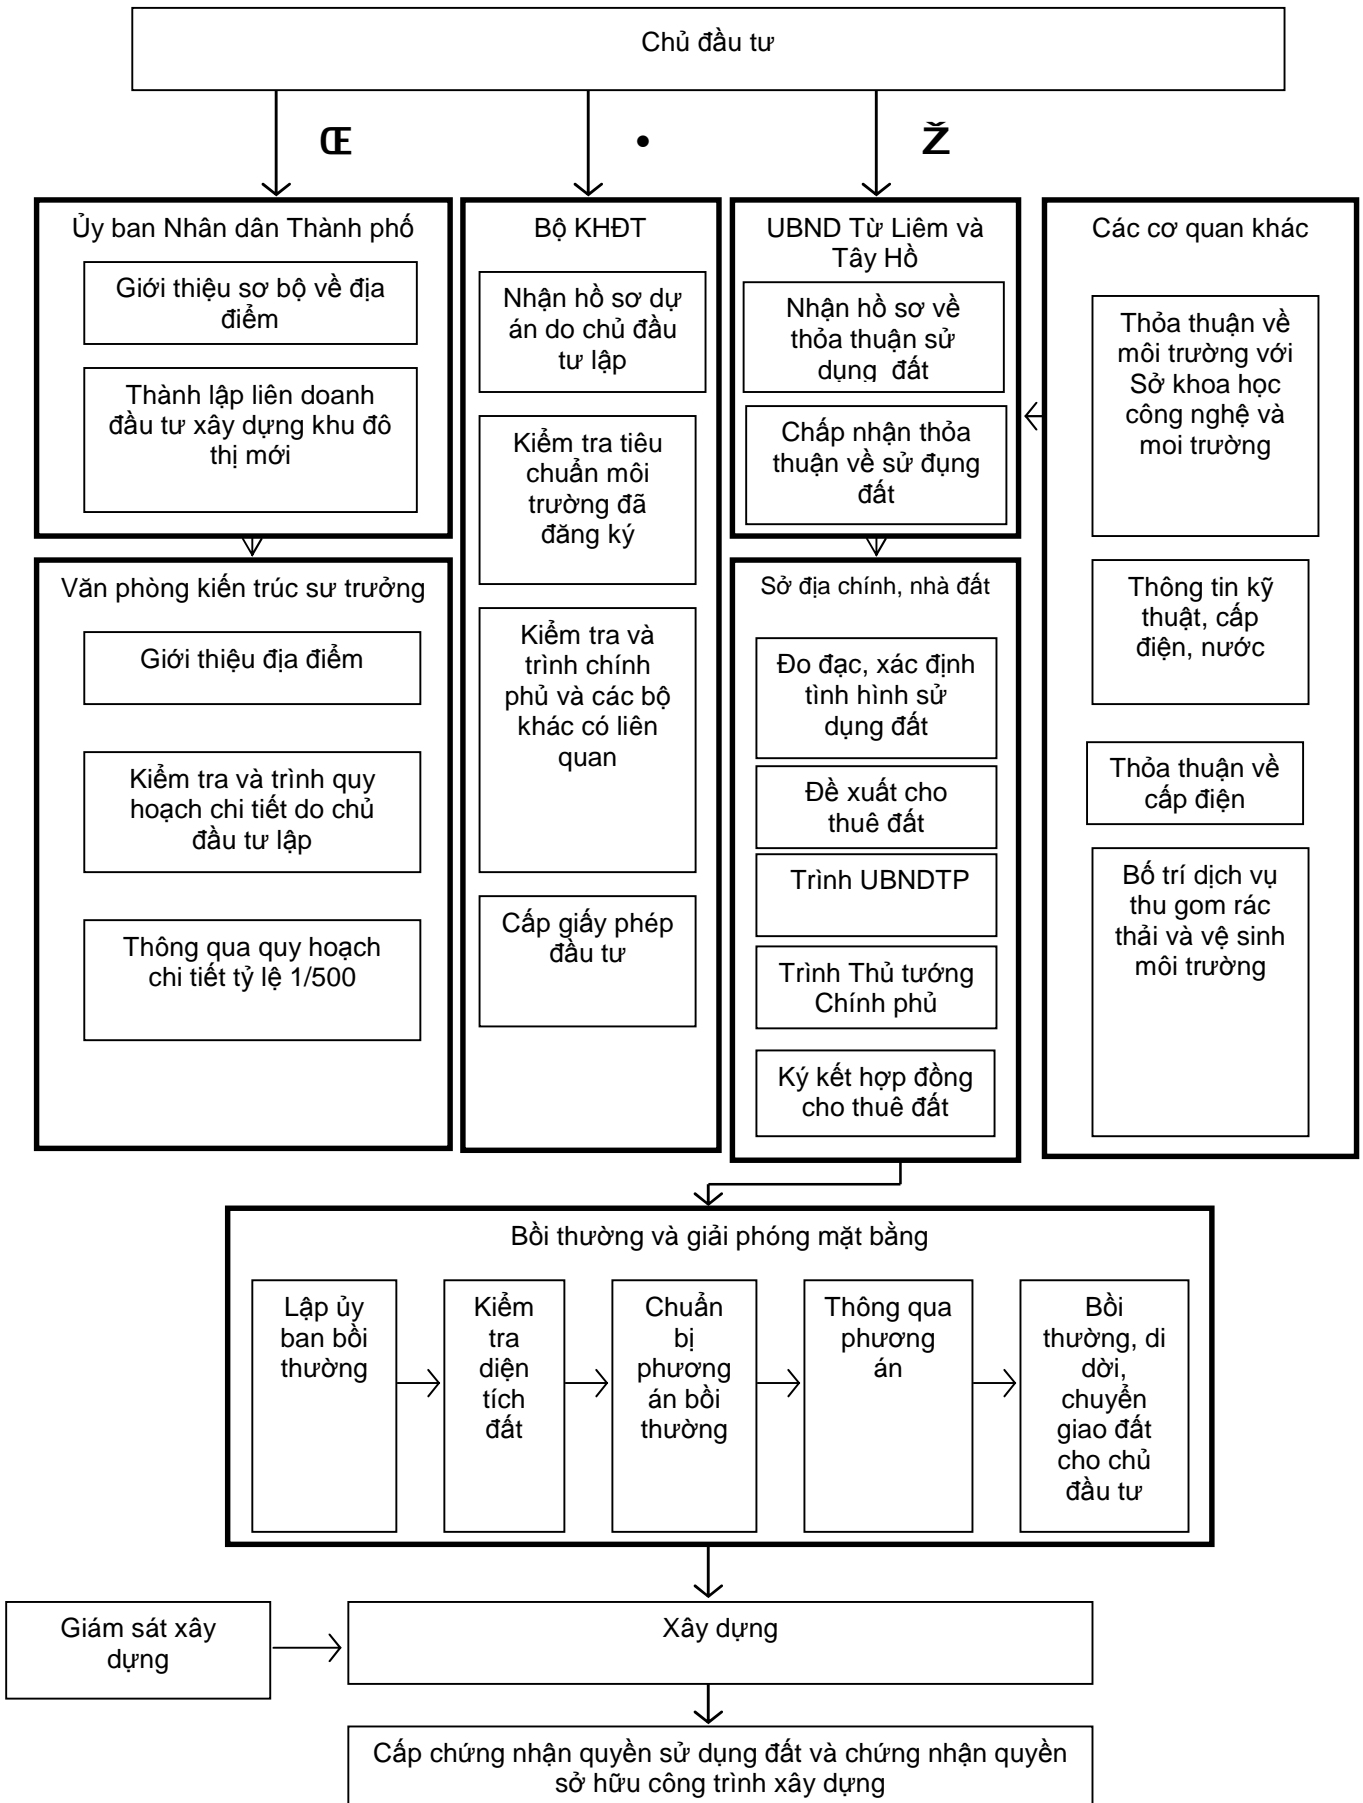 Chủ đầu tư
Œ
•
Ž
Ủy ban Nhân dân Thành phố
Giới thiệu sơ bộ về địa
điểm
Thành lập liên doanh
đầu tư xây dựng khu đô
thị mới
Văn phòng kiến trúc sư trưởng
Giới thiệu địa điểm
Kiểm tra và trình quy
hoạch chi tiết do chủ
đầu tư lập
Thông qua quy hoạch
chi tiết tỷ lệ 1/500
Bộ KHĐT
Nhận hồ sơ dự
án do chủ đầu
tư lập
Kiểm tra tiêu
chuẩn môi
trường đã
đăng ký
Kiểm tra và
trình chính
phủ và các bộ
khác có liên
quan
Cấp giấy phép
đầu tư
UBND Từ Liêm và
Tây Hồ
Nhận hồ sơ về
thỏa thuận sử
dụng đất
Chấp nhận thỏa
thuận về sử đụng
đất
Sở địa chính, nhà đất
Đo đạc, xác định
tình hình sử
dụng đất
Đề xuất cho
thuê đất
Trình UBNDTP
Trình Thủ tướng
Chính phủ
Ký kết hợp đồng
cho thuê đất
Các cơ quan khác
Thỏa thuận về
môi trường với
Sở khoa học
công nghệ và
moi trường
Thông tin kỹ
thuật, cấp
điện, nước
Thỏa thuận về
cấp điện
Bố trí dịch vụ
thu gom rác
thải và vệ sinh
môi trường
Bồi thường và giải phóng mặt bằng
Lập ủy
ban bồi
thường
Kiểm
tra
diện
tích
đất
Chuẩn
bị
phương
án bồi
thường
Thông qua
phương
án
Bồi
thường, di
dời,
chuyển
giao đất
cho chủ
đầu tư
Giám sát xây
dựng
Xây dựng
Cấp chứng nhận quyền sử dụng đất và chứng nhận quyền
sở hữu công trình xây dựng